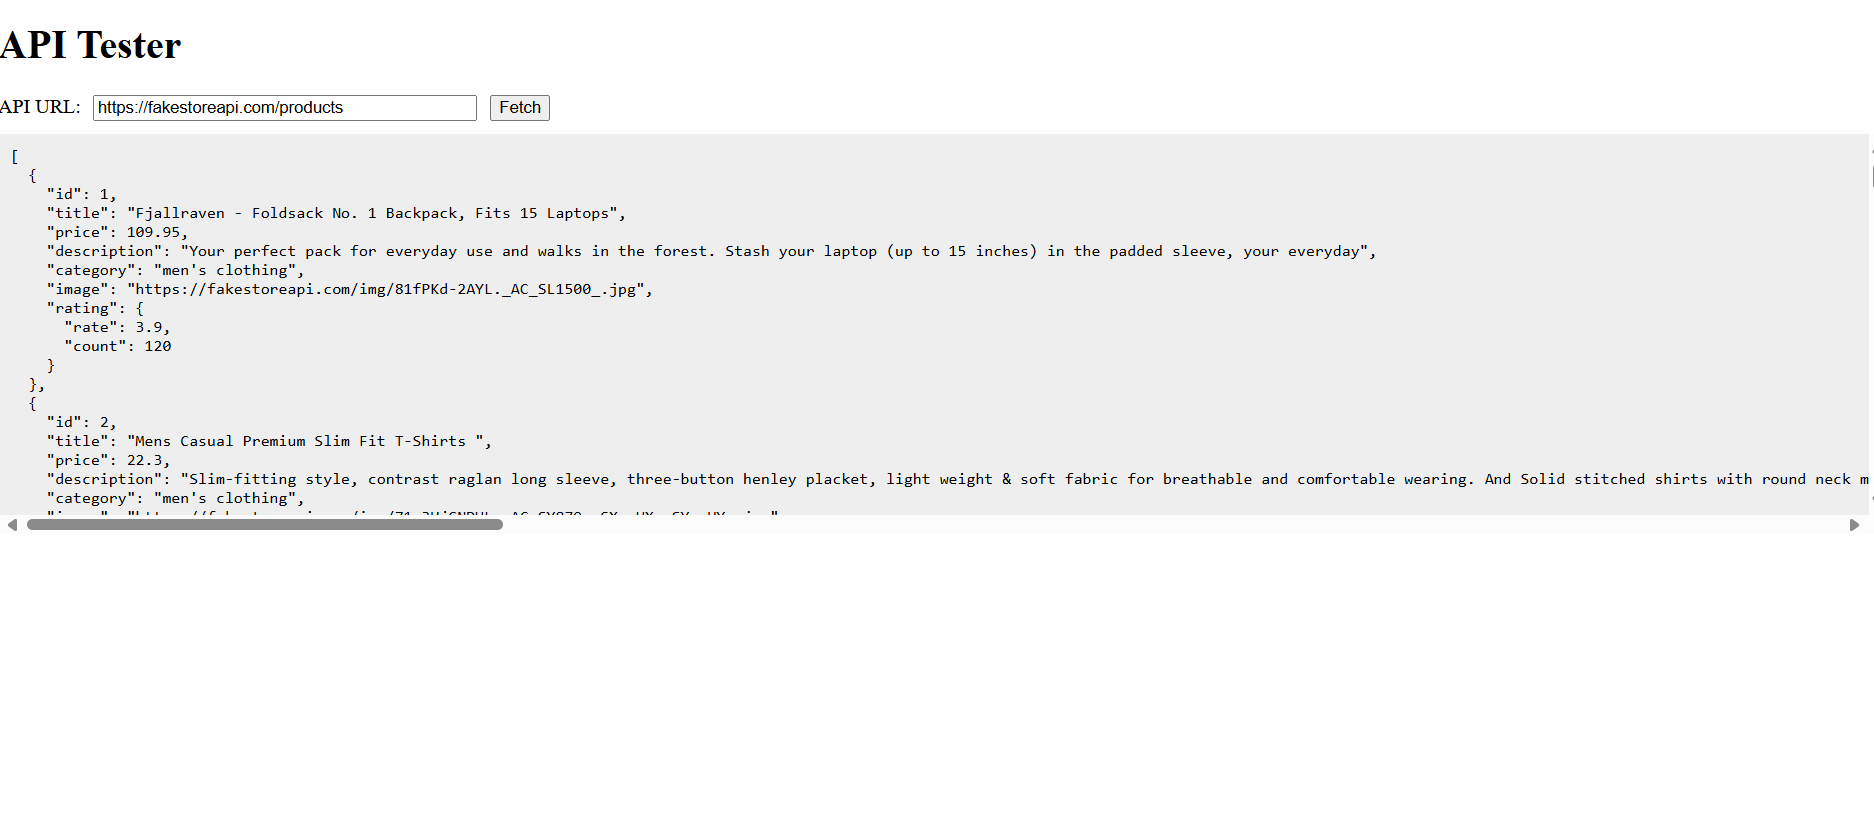 API Tester
API URL: https://fakestoreapi.com/products Fetch
[
  {
    "id": 1,
    "title": "Fjallraven - Foldsack No. 1 Backpack, Fits 15 Laptops",
    "price": 109.95,
    "description": "Your perfect pack for everyday use and walks in the forest. Stash your laptop (up to 15 inches) in the padded sleeve, your everyday",
    "category": "men's clothing",
    "image": "https://fakestoreapi.com/img/81fPKd-2AYL._AC_SL1500_.jpg",
    "rating": {
      "rate": 3.9,
      "count": 120
    }
  },
  {
    "id": 2,
    "title": "Mens Casual Premium Slim Fit T-Shirts ",
    "price": 22.3,
    "description": "Slim-fitting style, contrast raglan long sleeve, three-button henley placket, light weight & soft fabric for breathable and comfortable wearing. And Solid stitched shirts with round neck m
    "category": "men's clothing",